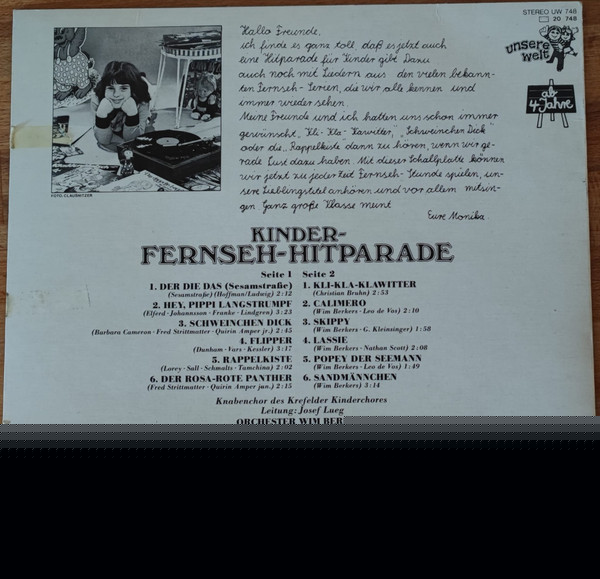 STEREO UW 748
20 748
unsere welt
ab 4 Jahre
Hallo Freunde,
ich finde es ganz toll, daß es jetzt auch
eine Hitparade für Kinder gibt. Dazu
auch noch mit Liedern aus den vielen bekann-
ten Fernseh-Serien, die wir alle kennen und
immer wieder sehen.
Meine Freunde und ich hatten uns schon immer
gewünscht, "Kli-Kla-Klawitter," "Schweinchen Dick"
oder die "Rappelkiste" dann zu hören, wenn wir ge-
rade Lust dazu haben. Mit dieser Schallplatte können
wir jetzt zu jeder Zeit Fernseh-Stunde spielen, un-
sere Lieblingstitel anhören und vor allem mitsin-
gen. Ganz große Klasse meint
Eure Monika.
FOTO: CLAUSNITZER
KINDER-
FERNSEH-HITPARADE
Seite 1
1. DER DIE DAS (Sesamstraße)
(Sesamstraße) (Hoffman/Ludwig) 2:12
2. HEY, PIPPI LANGSTRUMPF
(Elfers · Johannsson · Franke · Lindgren) 3:23
3. SCHWEINCHEN DICK
(Barbara Cameron · Fred Strittmatter · Quirin Amper jr.) 2:45
4. FLIPPER
(Dunham · Vars · Kessler) 3:17
5. RAPPELKISTE
(Lorey · Sall · Schmalts · Tamchina) 2:02
6. DER ROSA-ROTE PANTHER
(Fred Strittmatter · Quirin Amper jun.) 2:15
Seite 2
1. KLI-KLA-KLAWITTER
(Christian Bruhn) 2:53
2. CALIMERO
(Wim Berkers · Leo de Vos) 2:10
3. SKIPPY
(Wim Berkers · G. Kleinsinger) 1:58
4. LASSIE
(Wim Berkers · Nathan Scott) 2:08
5. POPEY DER SEEMANN
(Wim Berkers · Leo de Vos) 1:49
6. SANDMÄNNCHEN
(Wim Berkers) 3:14
Knabenchor des Krefelder Kinderchores
Leitung: Josef Lueg
ORCHESTER WIM BER